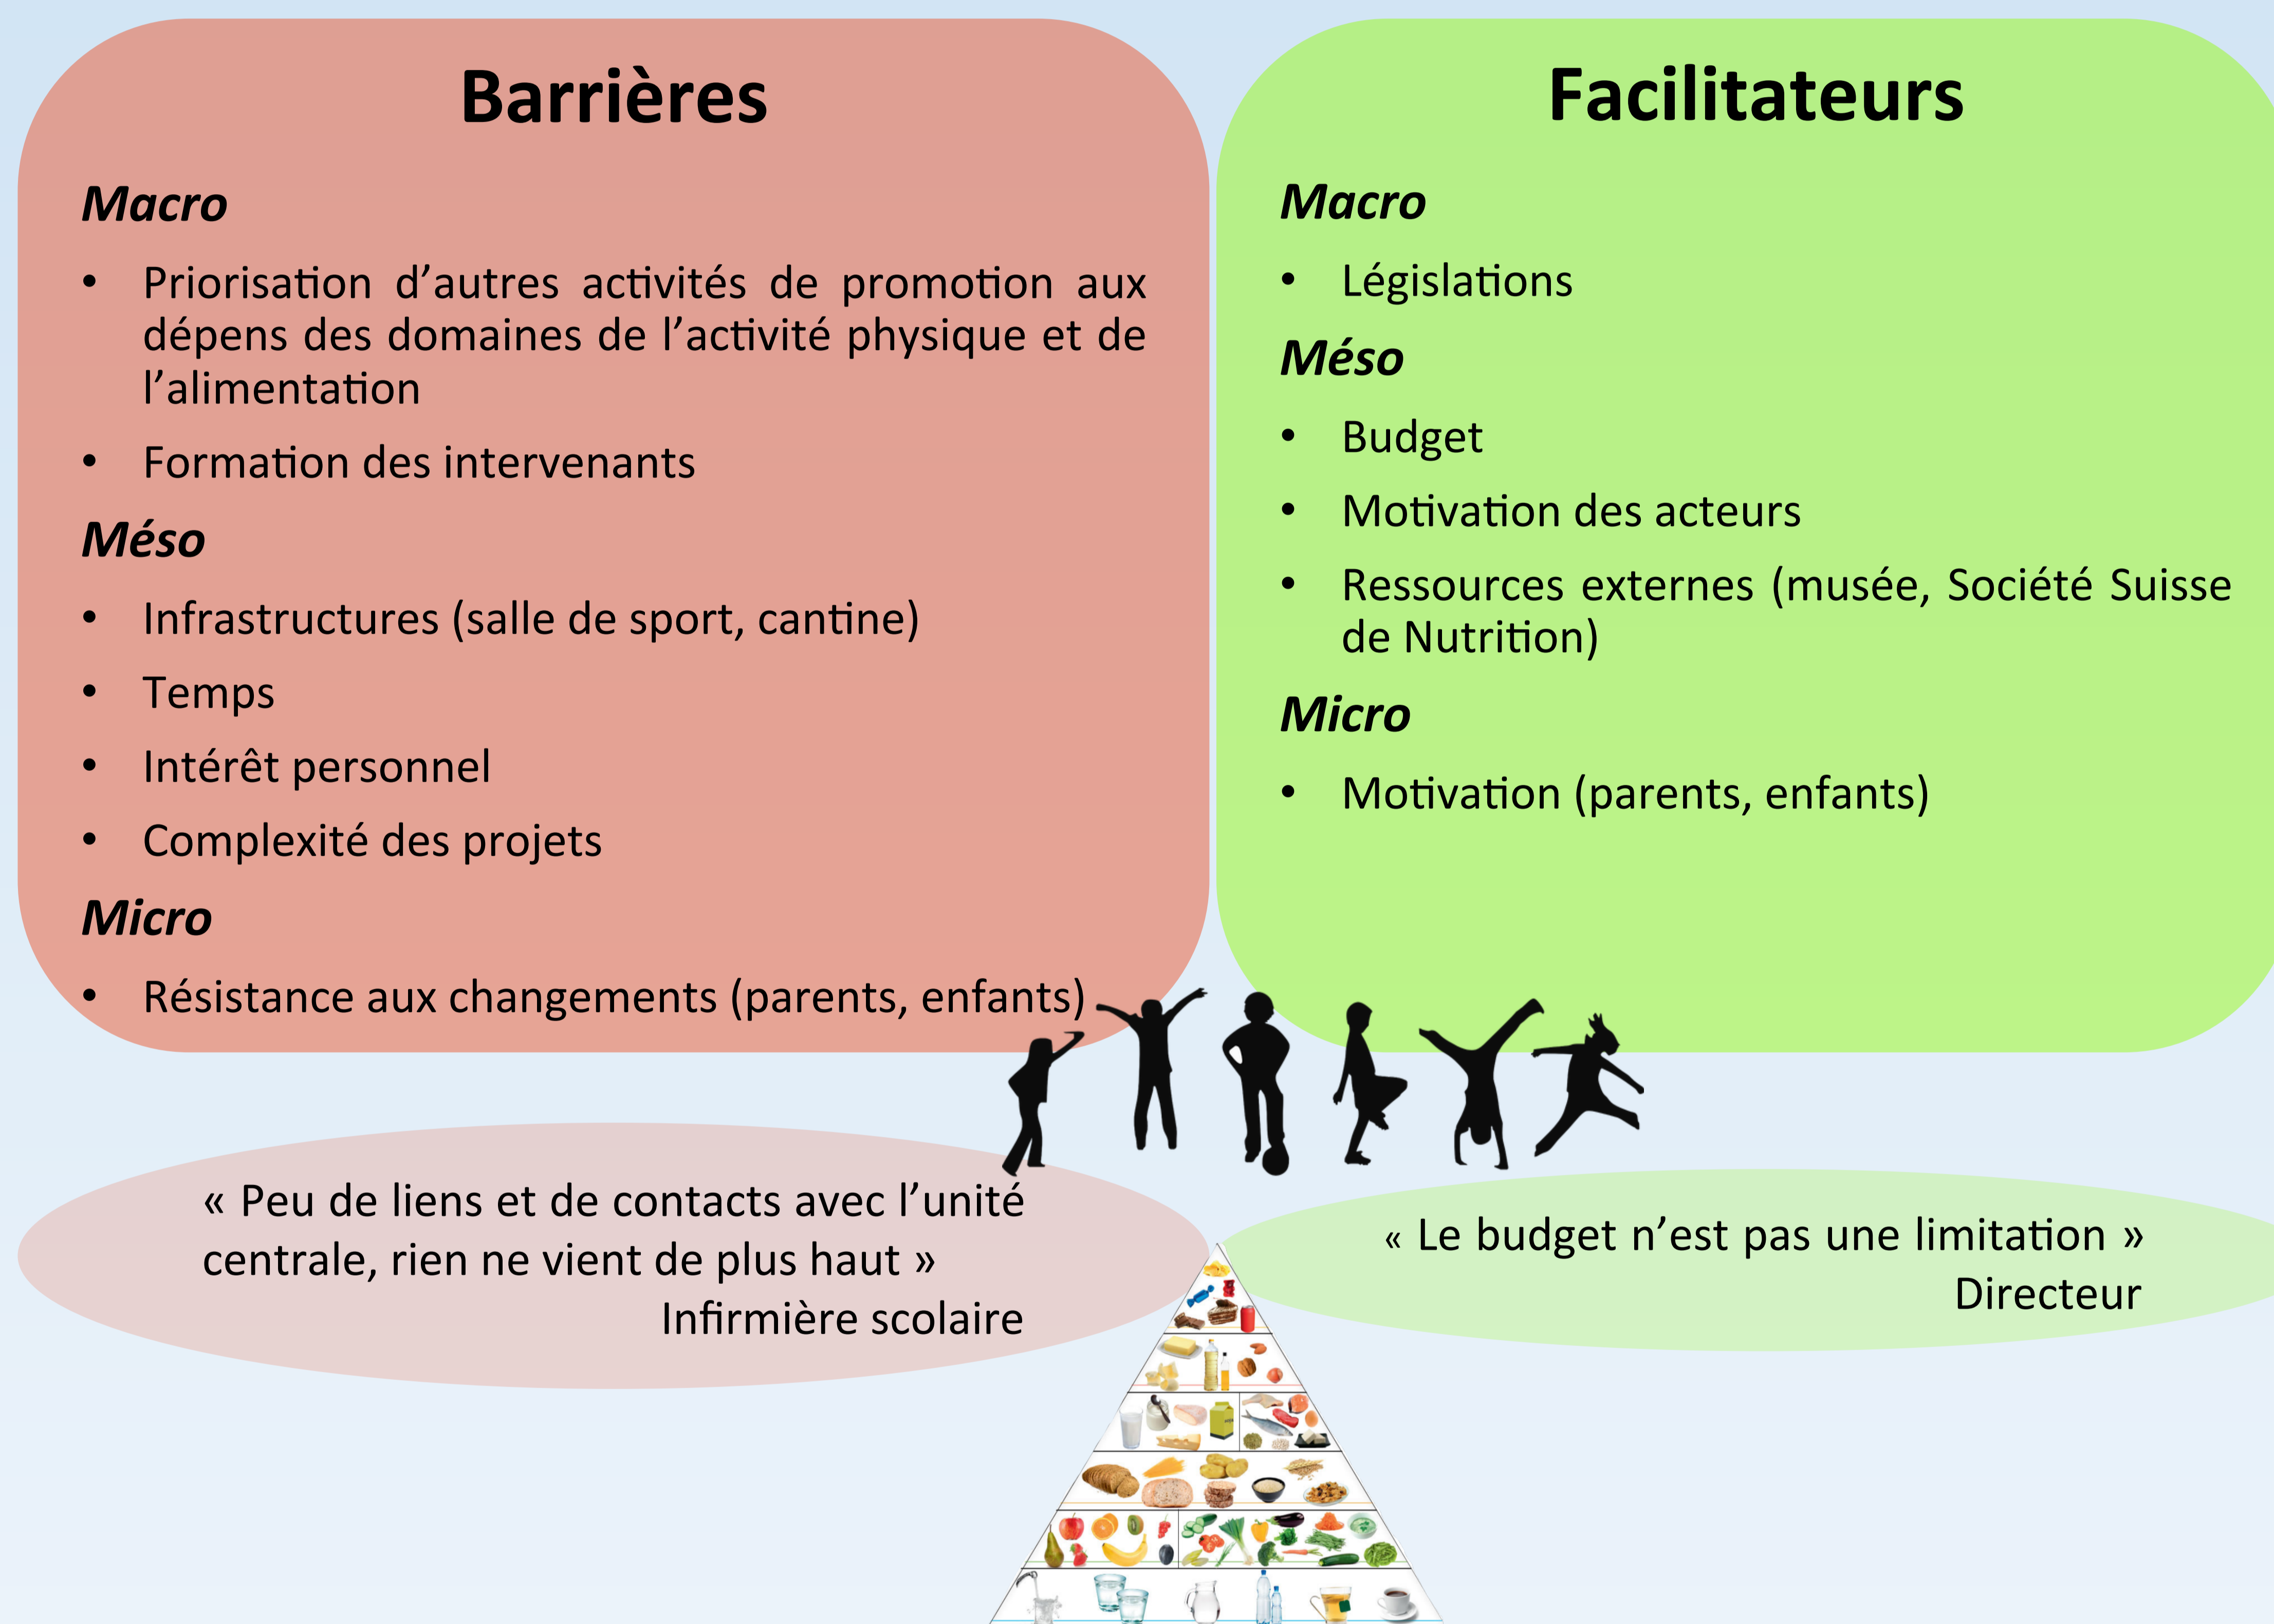 Barrières
Macro
• Priorisation d’autres activités de promotion aux
dépens des domaines de l’activité physique et de
l’alimentation
• Formation des intervenants
Méso
• Infrastructures (salle de sport, cantine)
• Temps
• Intérêt personnel
• Complexité des projets
Micro
• Résistance aux changements (parents, enfants)
Facilitateurs
Macro
• Législations
Méso
• Budget
• Motivation des acteurs
• Ressources externes (musée, Société Suisse
de Nutrition)
Micro
• Motivation (parents, enfants)
« Peu de liens et de contacts avec l’unité
centrale, rien ne vient de plus haut »
Infirmière scolaire
« Le budget n’est pas une limitation »
Directeur